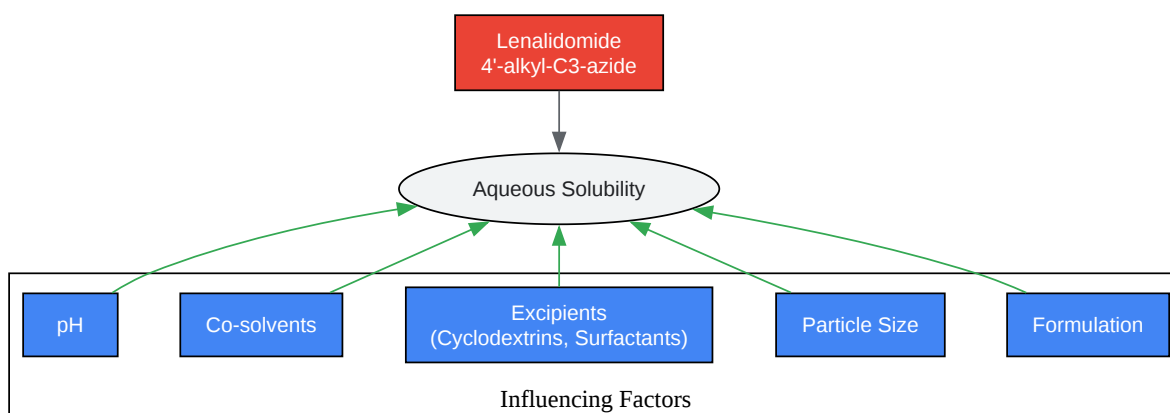 Lenalidomide
4'-alkyl-C3-azide
Aqueous Solubility
pH
Co-solvents
Excipients
(Cyclodextrins, Surfactants)
Particle Size
Formulation
Influencing Factors